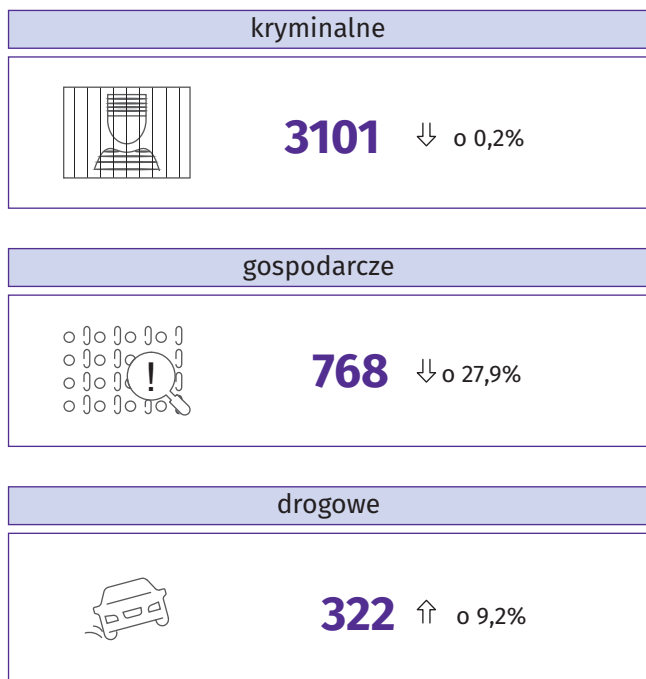 kryminalne
3101 ⇓ o 0,2%
gospodarcze
!
768 ⇓ o 27,9%
drogowe
322 ⇑ o 9,2%